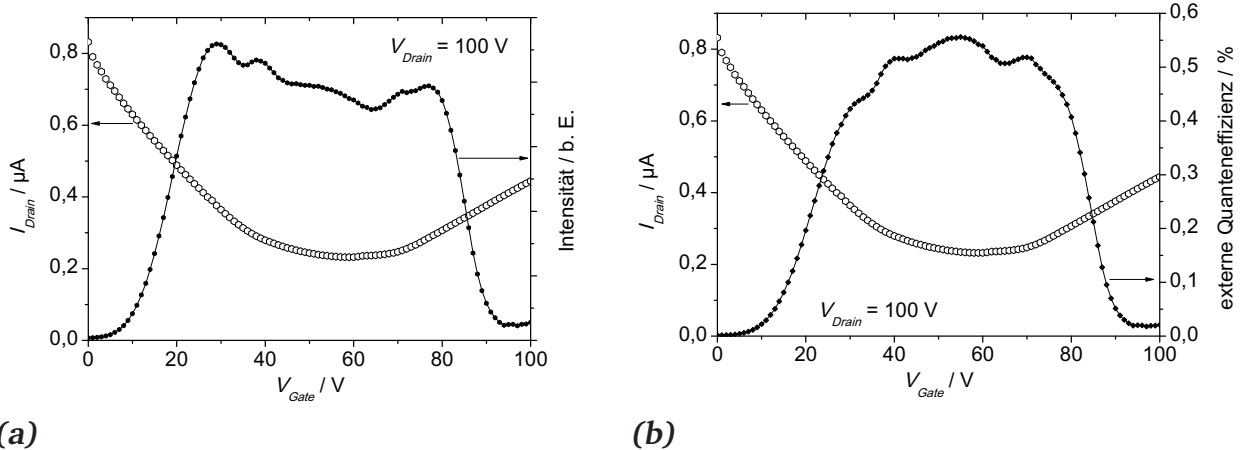 0,8
0,6
0,4
0,2
0,0
I_Drain / µA
V_Drain = 100 V
Intensität / b. E.
0 20 40 60 80 100
V_Gate / V
(a)
0,8
0,6
0,4
0,2
0,0
I_Drain / µA
V_Drain = 100 V
0,6
0,5
0,4
0,3
0,2
0,1
0,0
externe Quanteneffizienz / %
0 20 40 60 80 100
V_Gate / V
(b)